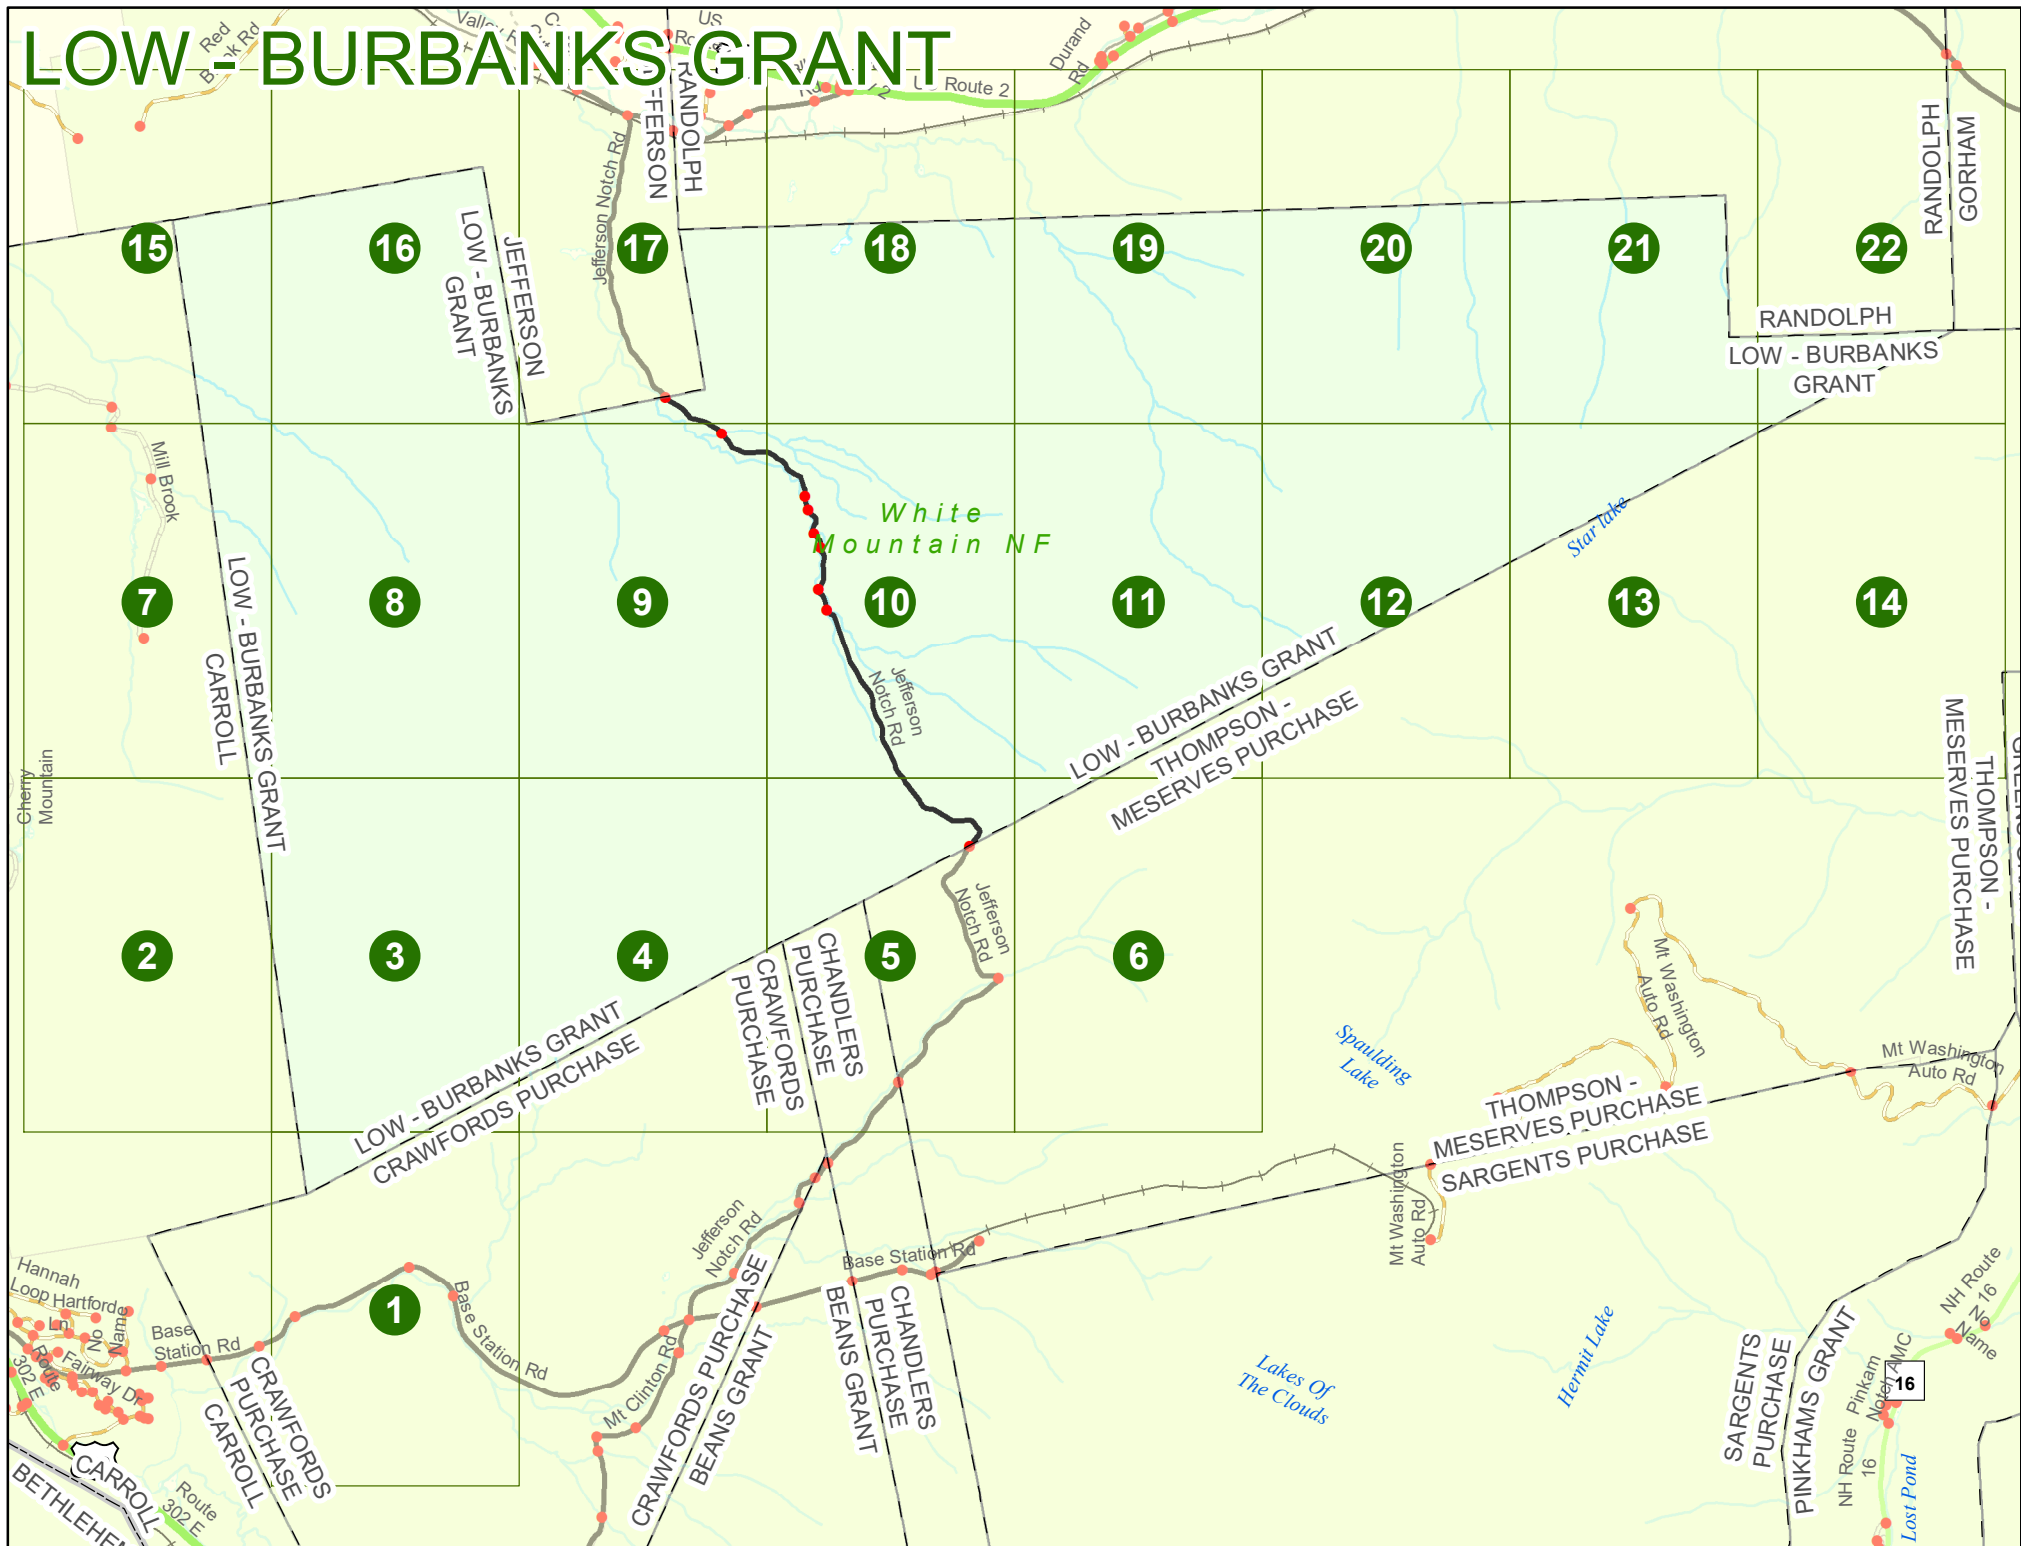 LOW - BURBANKS GRANT
Red
Rd
Valley
US
Durand
Rd
US Route 2
JEFFERSON
RANDOLPH
Jefferson Notch Rd
RANDOLPH
GORHAM
15
16
17
18
19
20
21
22
LOW - BURBANKS
GRANT
JEFFERSON
RANDOLPH
LOW - BURBANKS
GRANT
Mill Brook
White
Mountain NF
Star lake
7
8
9
10
11
12
13
14
LOW - BURBANKS GRANT
CARROLL
Jefferson
Notch Rd
LOW - BURBANKS GRANT
THOMPSON -
MESERVES PURCHASE
THOMPSON -
MESERVES PURCHASE
Cherry
Mountain
2
3
4
5
6
Jefferson
Notch Rd
CHANDLERS
PURCHASE
CRAWFORDS
PURCHASE
Mt Washington
Auto Rd
Spaulding
Lake
LOW - BURBANKS GRANT
CRAWFORDS PURCHASE
Mt Washington
Auto Rd
THOMPSON -
MESERVES PURCHASE
SARGENTS PURCHASE
Mt Washington
Auto Rd
Jefferson
Notch Rd
Base Station Rd
Hannah
Loop
Hartforde
Ln
No
Name
Base
Station Rd
Fairway Dr
Route
302 E
1
Base Station Rd
Mt Clinton Rd
CRAWFORDS PURCHASE
BEANS GRANT
BEANS GRANT
CHANDLERS
PURCHASE
Lakes Of
The Clouds
Hermit Lake
NH Route
16
No
Name
SARGENTS
PURCHASE
PINKHAMS GRANT
Pinkam
Notch AMC
16
NH Route
16
Lost Pond
CRAWFORDS
PURCHASE
CARROLL
CARROLL
Route
302 E